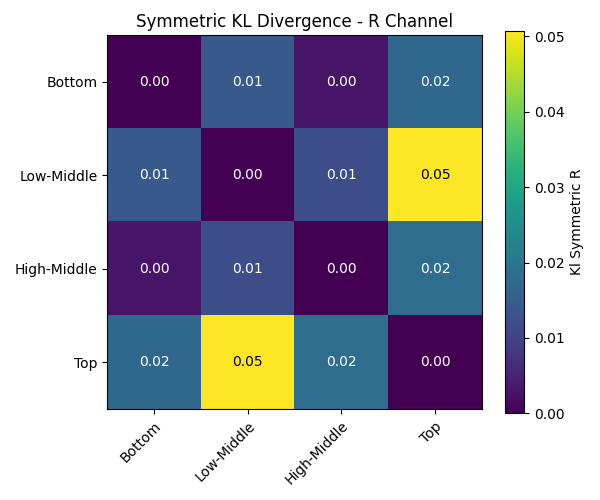 Symmetric KL Divergence - R Channel
Bottom 0.00 0.01 0.00 0.02
Low-Middle 0.01 0.00 0.01 0.05
High-Middle 0.00 0.01 0.00 0.02
Top 0.02 0.05 0.02 0.00
Bottom Low-Middle High-Middle Top
0.05
0.04
0.03
0.02
0.01
0.00
Kl Symmetric R